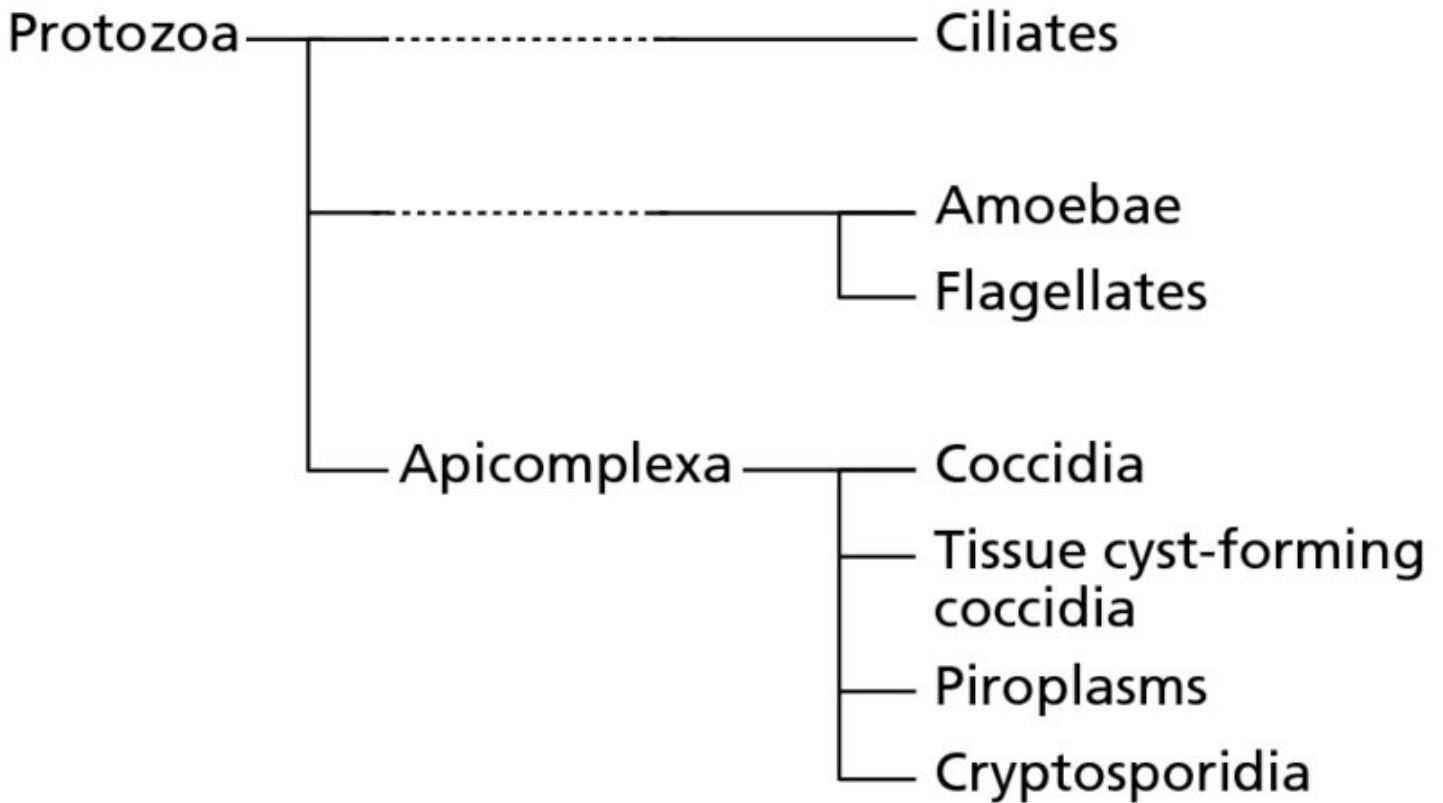 Protozoa
Ciliates
Amoebae
Flagellates
Apicomplexa
Coccidia
Tissue cyst-forming
coccidia
Piroplasms
Cryptosporidia